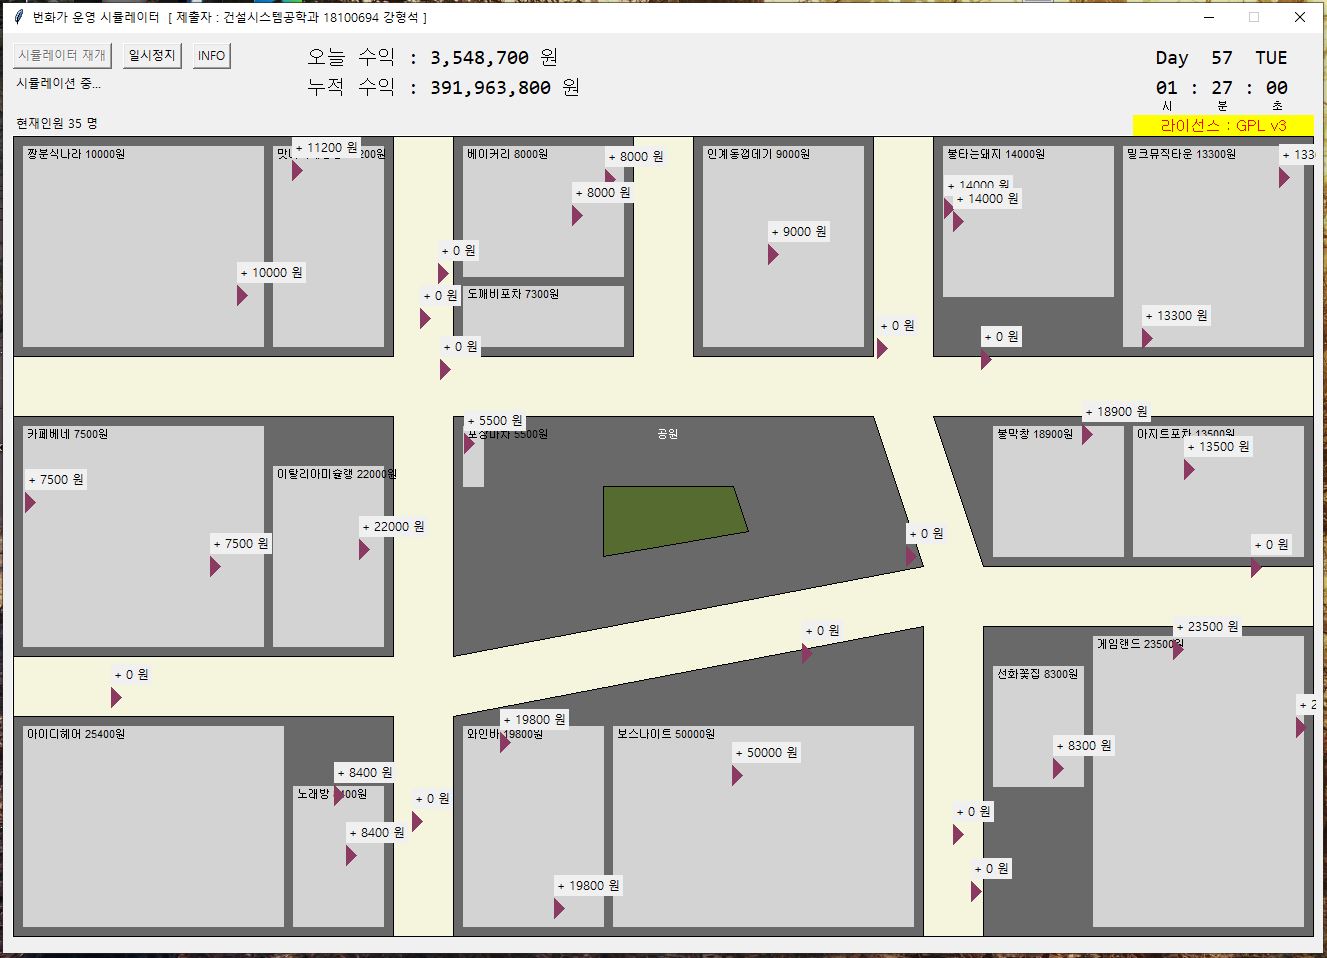 번화가 운영 시뮬레이터 [ 제출자 : 건설시스템공학과 18100694 강형석 ]
시뮬레이터 재개 일시정지 INFO
시뮬레이션 중...
현재인원 35 명
오늘 수익 : 3,548,700 원
누적 수익 : 391,963,800 원
Day 57 TUE
01 : 27 : 00
시 분 초
라이선스 : GPL v3
짱분식나라 10000원
+ 11200 원
+ 10000 원
베이커리 8000원
+ 8000 원
+ 8000 원
+ 0 원
+ 0 원
도깨비포차 7300원
+ 0 원
인계동껍데기 9000원
+ 9000 원
+ 0 원
불타는돼지 14000원
+ 14000 원
+ 14000 원
+ 0 원
밀크뮤직타운 13300원
+ 13300 원
카페베네 7500원
+ 7500 원
+ 7500 원
이탈리아미슐랭 22000원
+ 22000 원
+ 5500 원
포장마차 5500원
공원
+ 0 원
+ 18900 원
불막창 18900원
아지트포차 13500원
+ 13500 원
+ 0 원
+ 0 원
+ 0 원
+ 23500 원
게임랜드 23500원
선화꽃집 8300원
+ 8300 원
아이디헤어 25400원
+ 8400 원
노래방
+ 8400 원
+ 0 원
+ 19800 원
와인바 19800원
+ 19800 원
보스나이트 50000원
+ 50000 원
+ 0 원
+ 0 원